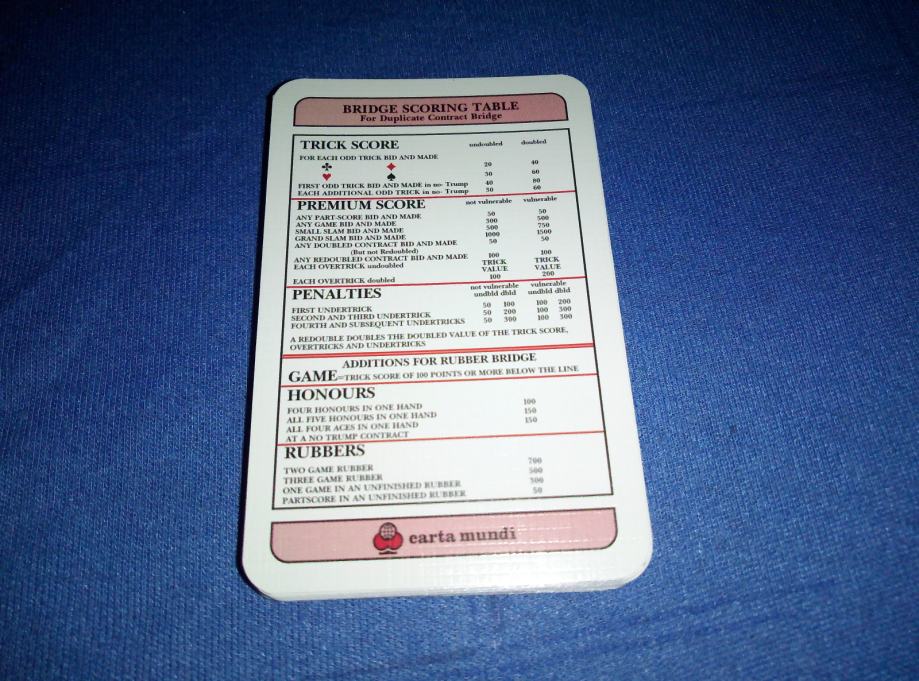 BRIDGE SCORING TABLE
For Duplicate Contract Bridge
TRICK SCORE undoubled doubled
FOR EACH ODD TRICK BID AND MADE
♣ ♦ 20 40
♥ ♠ 30 60
FIRST ODD TRICK BID AND MADE in no- Trump 40 80
EACH ADDITIONAL ODD TRICK in no- Trump 30 60
PREMIUM SCORE not vulnerable vulnerable
ANY PART-SCORE BID AND MADE 50 50
ANY GAME BID AND MADE 300 500
SMALL SLAM BID AND MADE 500 750
GRAND SLAM BID AND MADE 1000 1500
ANY DOUBLED CONTRACT BID AND MADE 50 50
(But not Redoubled)
ANY REDOUBLED CONTRACT BID AND MADE 100 100
EACH OVERTRICK undoubled TRICK TRICK
VALUE VALUE
EACH OVERTRICK doubled 100 200
PENALTIES not vulnerable vulnerable
undbld dbld undbld dbld
FIRST UNDERTRICK 50 100 100 200
SECOND AND THIRD UNDERTRICK 50 200 100 300
FOURTH AND SUBSEQUENT UNDERTRICKS 50 300 100 300
A REDOUBLE DOUBLES THE DOUBLED VALUE OF THE TRICK SCORE,
OVERTRICKS AND UNDERTRICKS
ADDITIONS FOR RUBBER BRIDGE
GAME=TRICK SCORE OF 100 POINTS OR MORE BELOW THE LINE
HONOURS
FOUR HONOURS IN ONE HAND 100
ALL FIVE HONOURS IN ONE HAND 150
ALL FOUR ACES IN ONE HAND 150
AT A NO TRUMP CONTRACT
RUBBERS
TWO GAME RUBBER 700
THREE GAME RUBBER 500
ONE GAME IN AN UNFINISHED RUBBER 300
PARTSCORE IN AN UNFINISHED RUBBER 50
carta mundi